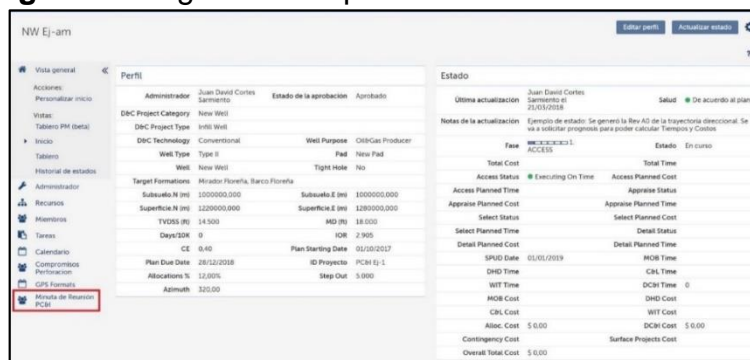 NW Ej-am
Editar perfil
Actualizar estado
Vista general
Acciones:
Personalizar inicio
Vistas:
Tablero PM (beta)
Inicio
Tablero
Historial de estados
Administrador
Recursos
Miembros
Tareas
Calendario
Compromisos
Perforacion
GPS Formats
Minuta de Reunión
PC&I
Perfil
Administrador Juan David Cortes Sarmiento Estado de la aprobación Aprobado
D&C Project Category New Well
D&C Project Type Infill Well
D&C Technology Conventional Well Purpose Oil&Gas Producer
Well Type Type II Pad New Pad
Well New Well Tight Hole No
Target Formations Mirador.Floreña, Barco Floreña
Subsuelo.N (m) 1000000,000 Subsuelo.E (m) 1000000,000
Superficie.N (m) 1220000,000 Superficie.E (m) 1280000,000
TVDSS (ft) 14.500 MD (ft) 18.000
Days/10K 0 IOR 2.905
CE 0,40 Plan Starting Date 01/10/2017
Plan Due Date 28/12/2018 ID Proyecto PC&I Ej-1
Allocations % 12,00% Step Out 5.000
Azimuth 320,00
Estado
Última actualización Juan David Cortes Sarmiento el 21/03/2018 Salud De acuerdo al plan
Notas de la actualización Ejemplo de estado: Se generó la Rev A0 de la trayectoria direccional. Se
va a solicitar prognosis para poder calcular Tiempos y Costos
Fase 1. ACCESS Estado En curso
Total Cost Total Time
Access Status Executing On Time Access Planned Cost
Access Planned Time Appraise Status
Appraise Planned Cost Appraise Planned Time
Select Status Select Planned Cost
Select Planned Time Detail Status
Detail Planned Cost Detail Planned Time
SPUD Date 01/01/2019 MOB Time
DHD Time C&L Time
WIT Time DC&I Time 0
MOB Cost DHD Cost
C&L Cost WIT Cost
Alloc. Cost $ 0,00 DC&I Cost $ 0,00
Contingency Cost Surface Projects Cost
Overall Total Cost $ 0,00